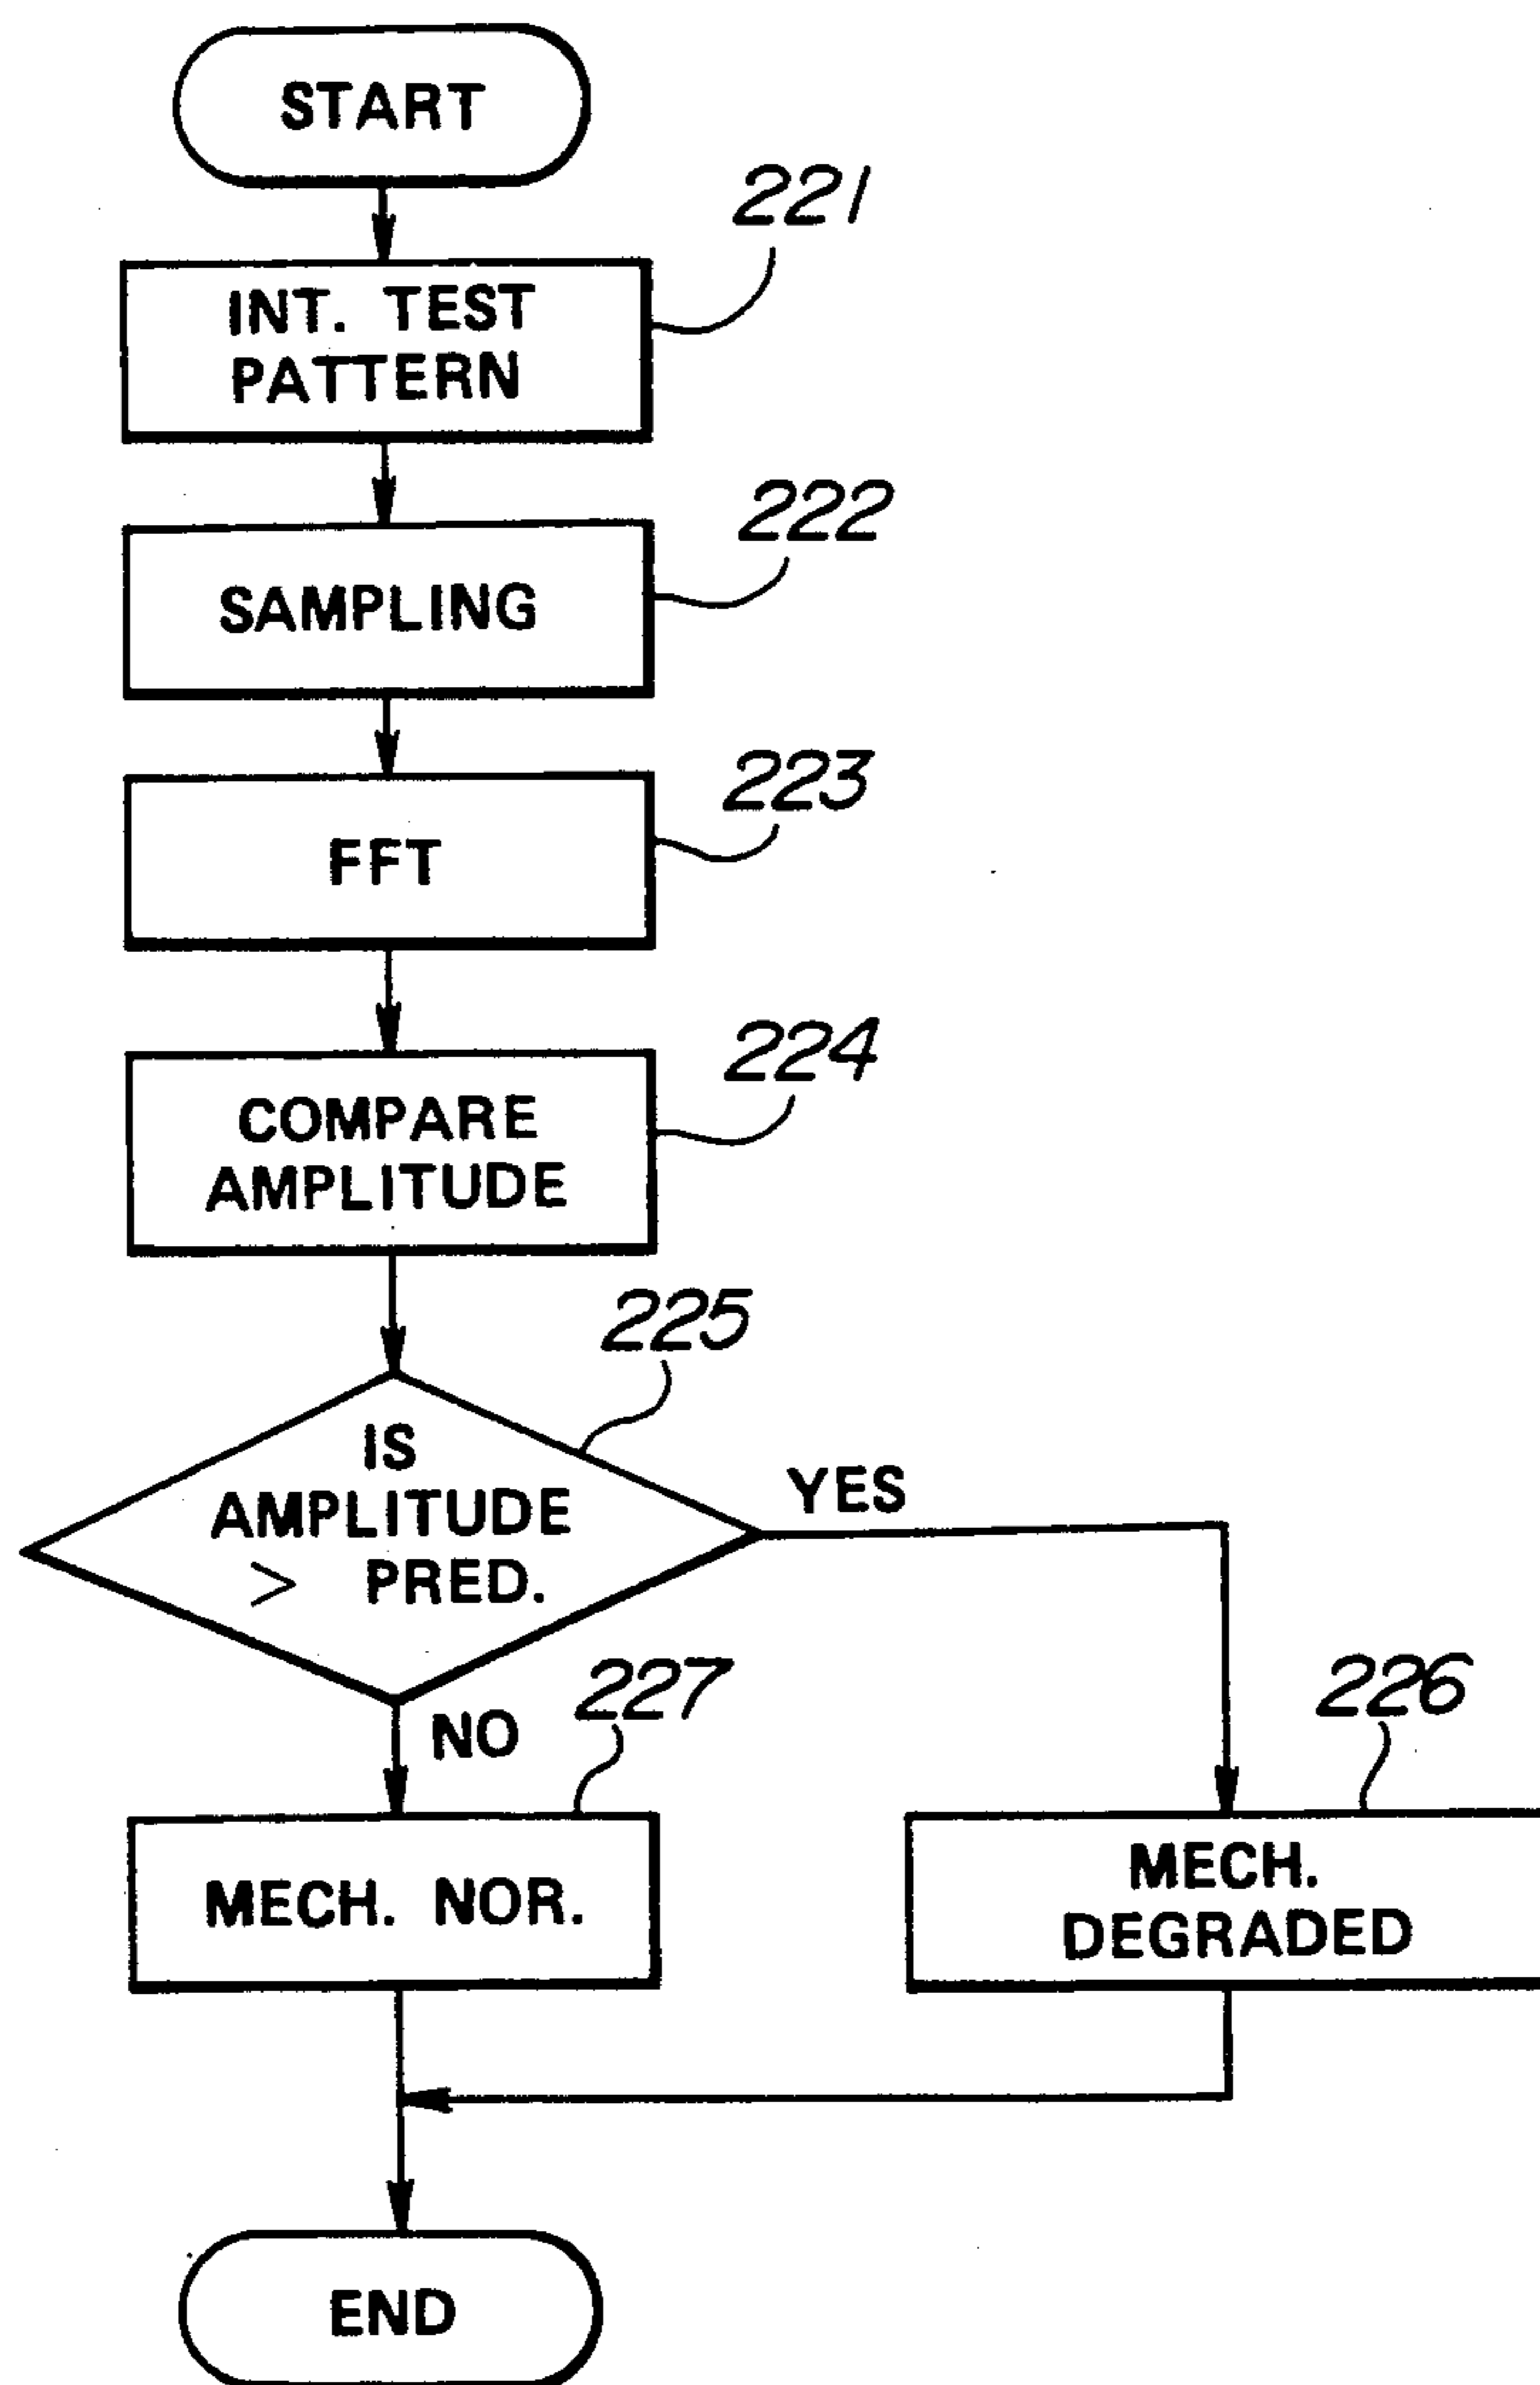 START
221
INT. TEST
PATTERN
222
SAMPLING
223
FFT
224
COMPARE
AMPLITUDE
225
IS
AMPLITUDE
> PRED.
YES
NO
227
226
MECH. NOR.
MECH.
DEGRADED
END